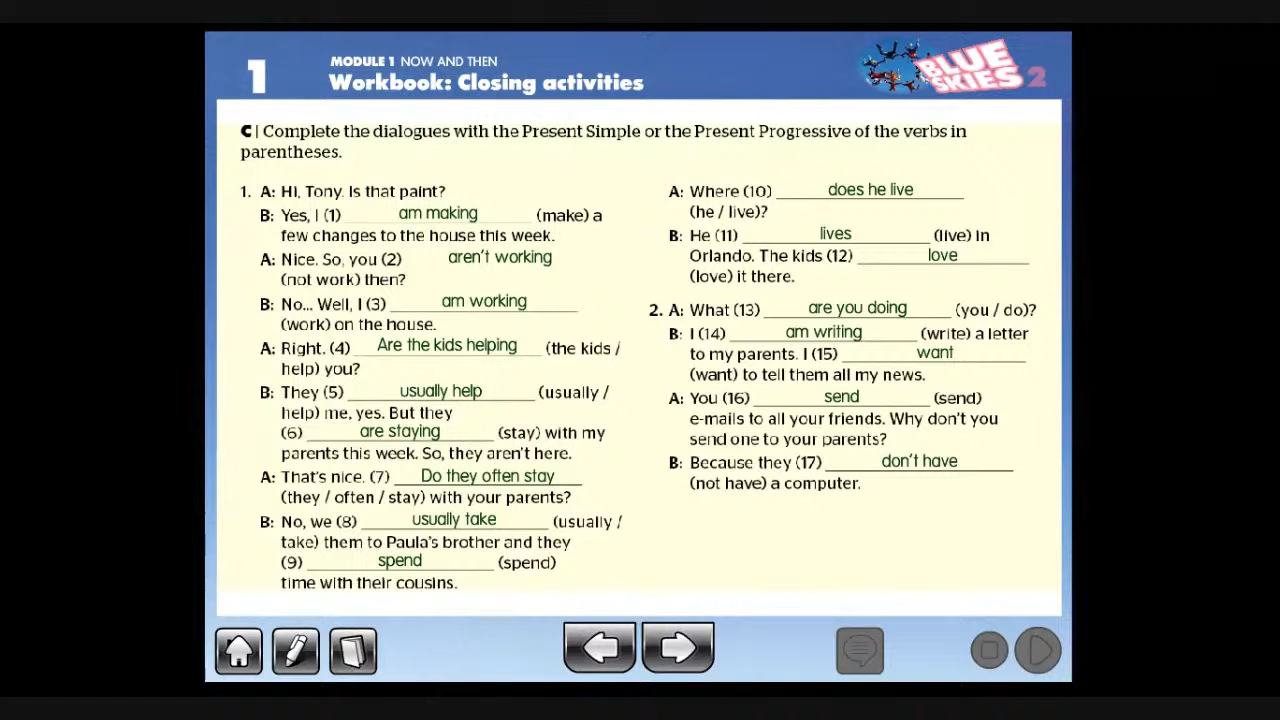 1
MODULE 1 NOW AND THEN
Workbook: Closing activities
BLUE
SKIES 2
C | Complete the dialogues with the Present Simple or the Present Progressive of the verbs in
parentheses.
1. A: Hi, Tony. Is that paint?
B: Yes, I (1) am making (make) a
few changes to the house this week.
A: Nice. So, you (2) aren't working
(not work) then?
B: No... Well, I (3) am working
(work) on the house.
A: Right. (4) Are the kids helping (the kids /
help) you?
B: They (5) usually help (usually /
help) me, yes. But they
(6) are staying (stay) with my
parents this week. So, they aren't here.
A: That's nice. (7) Do they often stay
(they / often / stay) with your parents?
B: No, we (8) usually take (usually /
take) them to Paula's brother and they
(9) spend (spend)
time with their cousins.
A: Where (10) does he live
(he / live)?
B: He (11) lives (live) in
Orlando. The kids (12) love
(love) it there.
2. A: What (13) are you doing (you / do)?
B: I (14) am writing (write) a letter
to my parents. I (15) want
(want) to tell them all my news.
A: You (16) send (send)
e-mails to all your friends. Why don't you
send one to your parents?
B: Because they (17) don't have
(not have) a computer.